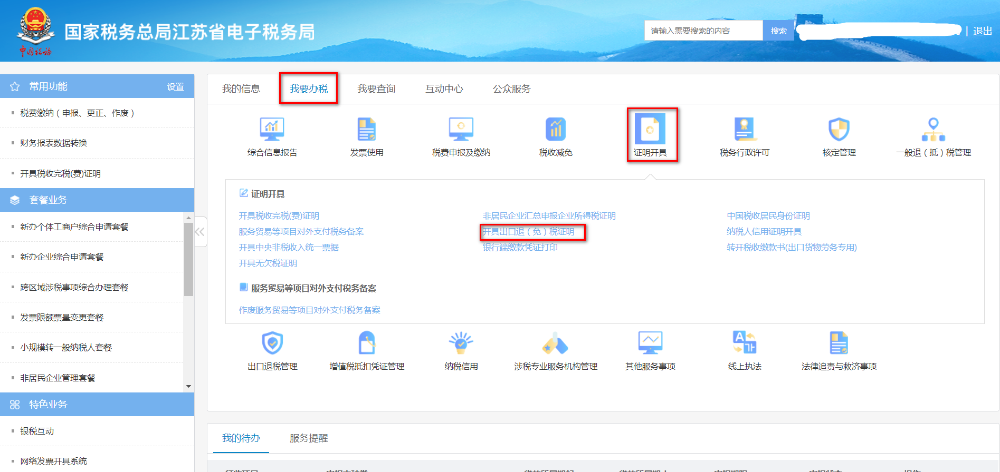 国家税务总局江苏省电子税务局
中国税务
请输入需要搜索的内容
搜索
| 退出
常用功能
设置
税费缴纳（申报、更正、作废）
财务报表数据转换
开具税收完税(费)证明
套餐业务
新办个体工商户综合申请套餐
新办企业综合申请套餐
跨区域涉税事项综合办理套餐
发票限额票量变更套餐
小规模转一般纳税人套餐
非居民企业管理套餐
特色业务
银税互动
网络发票开具系统
我的信息 我要办税 我要查询 互动中心 公众服务
综合信息报告 发票使用 税费申报及缴纳 税收减免 证明开具 税务行政许可 核定管理 一般退（抵）税管理
证明开具
开具税收完税(费)证明 非居民企业汇总申报企业所得税证明 中国税收居民身份证明
服务贸易等项目对外支付税务备案 开具出口退（免）税证明 纳税人信用证明开具
开具中央非税收入统一票据 银行端缴款凭证打印 转开税收缴款书(出口货物劳务专用)
开具无欠税证明
服务贸易等项目对外支付税务备案
作废服务贸易等项目对外支付税务备案
出口退税管理 增值税抵扣凭证管理 纳税信用 涉税专业服务机构管理 其他服务事项 线上执法 法律追责与救济事项
我的待办 服务提醒